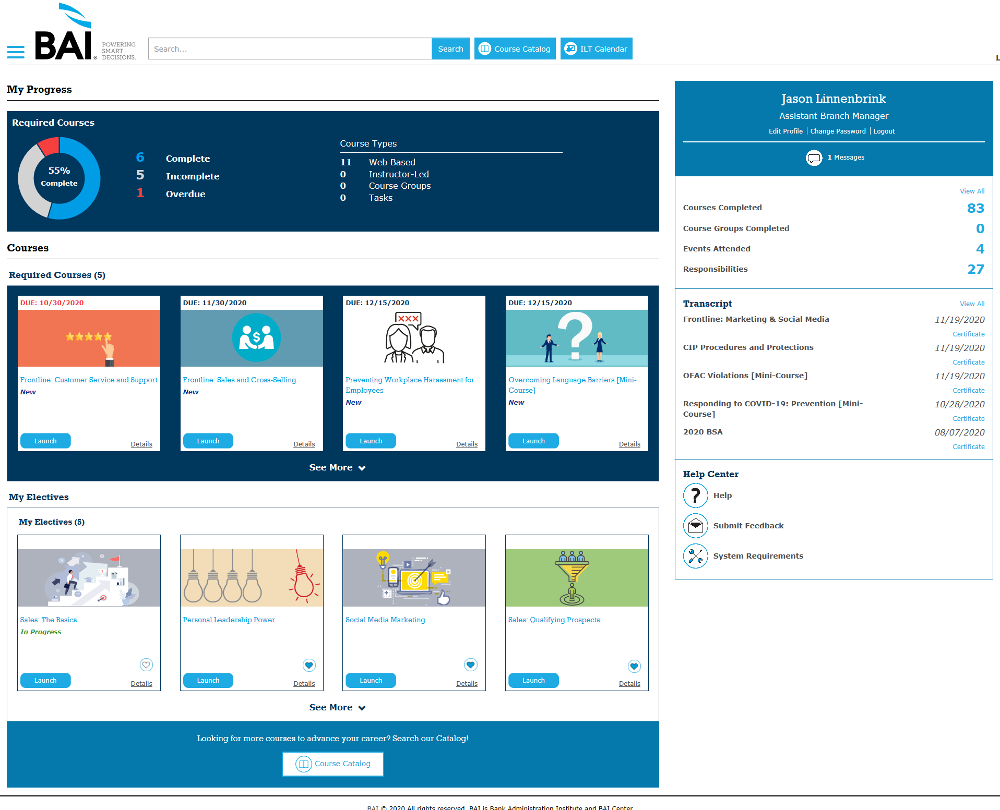 BAI®
POWERING
SMART
DECISIONS.
Search...
Search
Course Catalog
ILT Calendar
L
My Progress
Required Courses
55%
Complete
6 Complete
5 Incomplete
1 Overdue
Course Types
11 Web Based
0 Instructor-Led
0 Course Groups
0 Tasks
Courses
Required Courses (5)
DUE: 10/30/2020
Frontline: Customer Service and Support
New
Launch
Details
DUE: 11/30/2020
$
Frontline: Sales and Cross-Selling
New
Launch
Details
DUE: 12/15/2020
XXX
Preventing Workplace Harassment for
Employees
New
Launch
Details
DUE: 12/15/2020
?
Overcoming Language Barriers [Mini-
Course]
New
Launch
Details
See More
My Electives
My Electives (5)
Sales: The Basics
In Progress
Launch
Details
Personal Leadership Power
Launch
Details
Social Media Marketing
Launch
Details
Sales: Qualifying Prospects
Launch
Details
See More
Looking for more courses to advance your career? Search our Catalog!
Course Catalog
Jason Linnenbrink
Assistant Branch Manager
Edit Profile | Change Password | Logout
1 Messages
View All
Courses Completed 83
Course Groups Completed 0
Events Attended 4
Responsibilities 27
Transcript View All
Frontline: Marketing & Social Media 11/19/2020
Certificate
CIP Procedures and Protections 11/19/2020
Certificate
OFAC Violations [Mini-Course] 11/19/2020
Certificate
Responding to COVID-19: Prevention [Mini- 10/28/2020
Course]
Certificate
2020 BSA 08/07/2020
Certificate
Help Center
? Help
Submit Feedback
System Requirements
BAI © 2020 All rights reserved. BAI is Bank Administration Institute and BAI Center